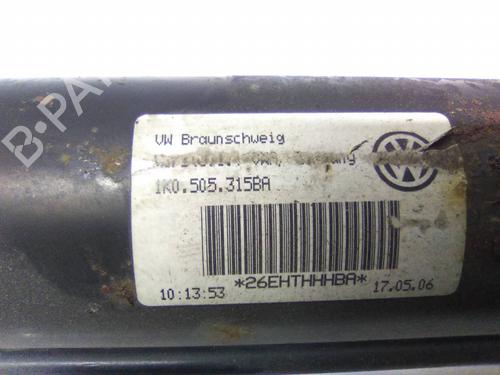 B-PA
VW Braunschweig
1K0.505.315BA
*26EHTHHHBA*
10:13:53
17.05.06